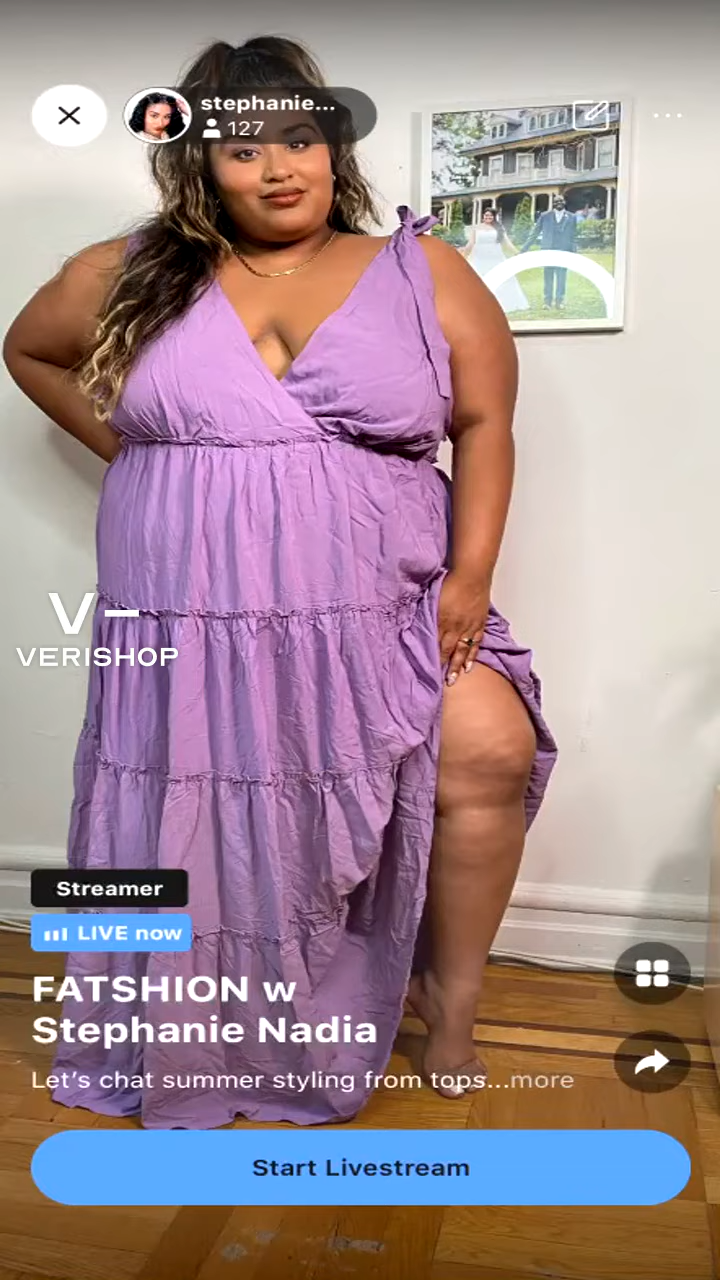 stephanie...
127
V-
VERISHOP
Streamer
LIVE now
FATSHION w
Stephanie Nadia
Let’s chat summer styling from tops...more
Start Livestream